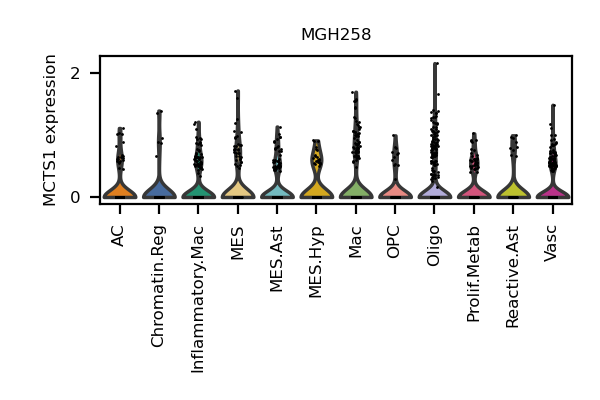 MGH258
MCTS1 expression
2
0
AC
Chromatin.Reg
Inflammatory.Mac
MES
MES.Ast
MES.Hyp
Mac
OPC
Oligo
Prolif.Metab
Reactive.Ast
Vasc